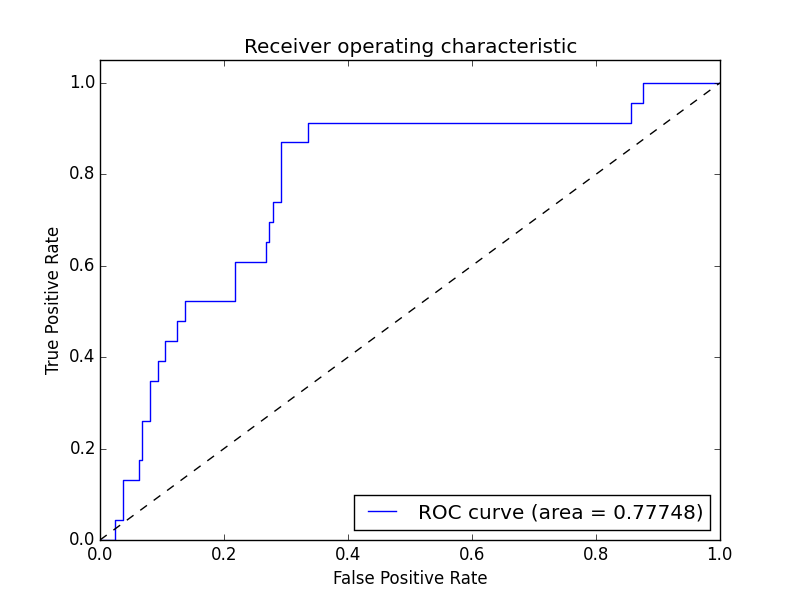 Receiver operating characteristic
1.0
0.8
0.6
0.4
0.2
0.0
True Positive Rate
ROC curve (area = 0.77748)
0.0 0.2 0.4 0.6 0.8 1.0
False Positive Rate